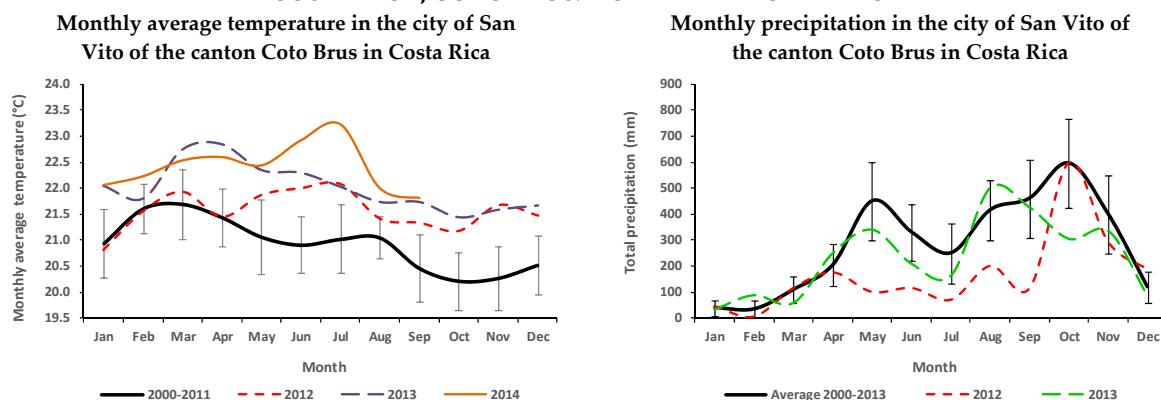 Monthly average temperature in the city of San
Vito of the canton Coto Brus in Costa Rica
Monthly average temperature (°C)
24.0
23.5
23.0
22.5
22.0
21.5
21.0
20.5
20.0
19.5
Jan Feb Mar Apr May Jun Jul Aug Sep Oct Nov Dec
Month
2000-2011 2012 2013 2014
Monthly precipitation in the city of San Vito of
the canton Coto Brus in Costa Rica
Total precipitation (mm)
900
800
700
600
500
400
300
200
100
0
Jan Feb Mar Apr May Jun Jul Aug Sep Oct Nov Dec
Month
Average 2000-2013 2012 2013